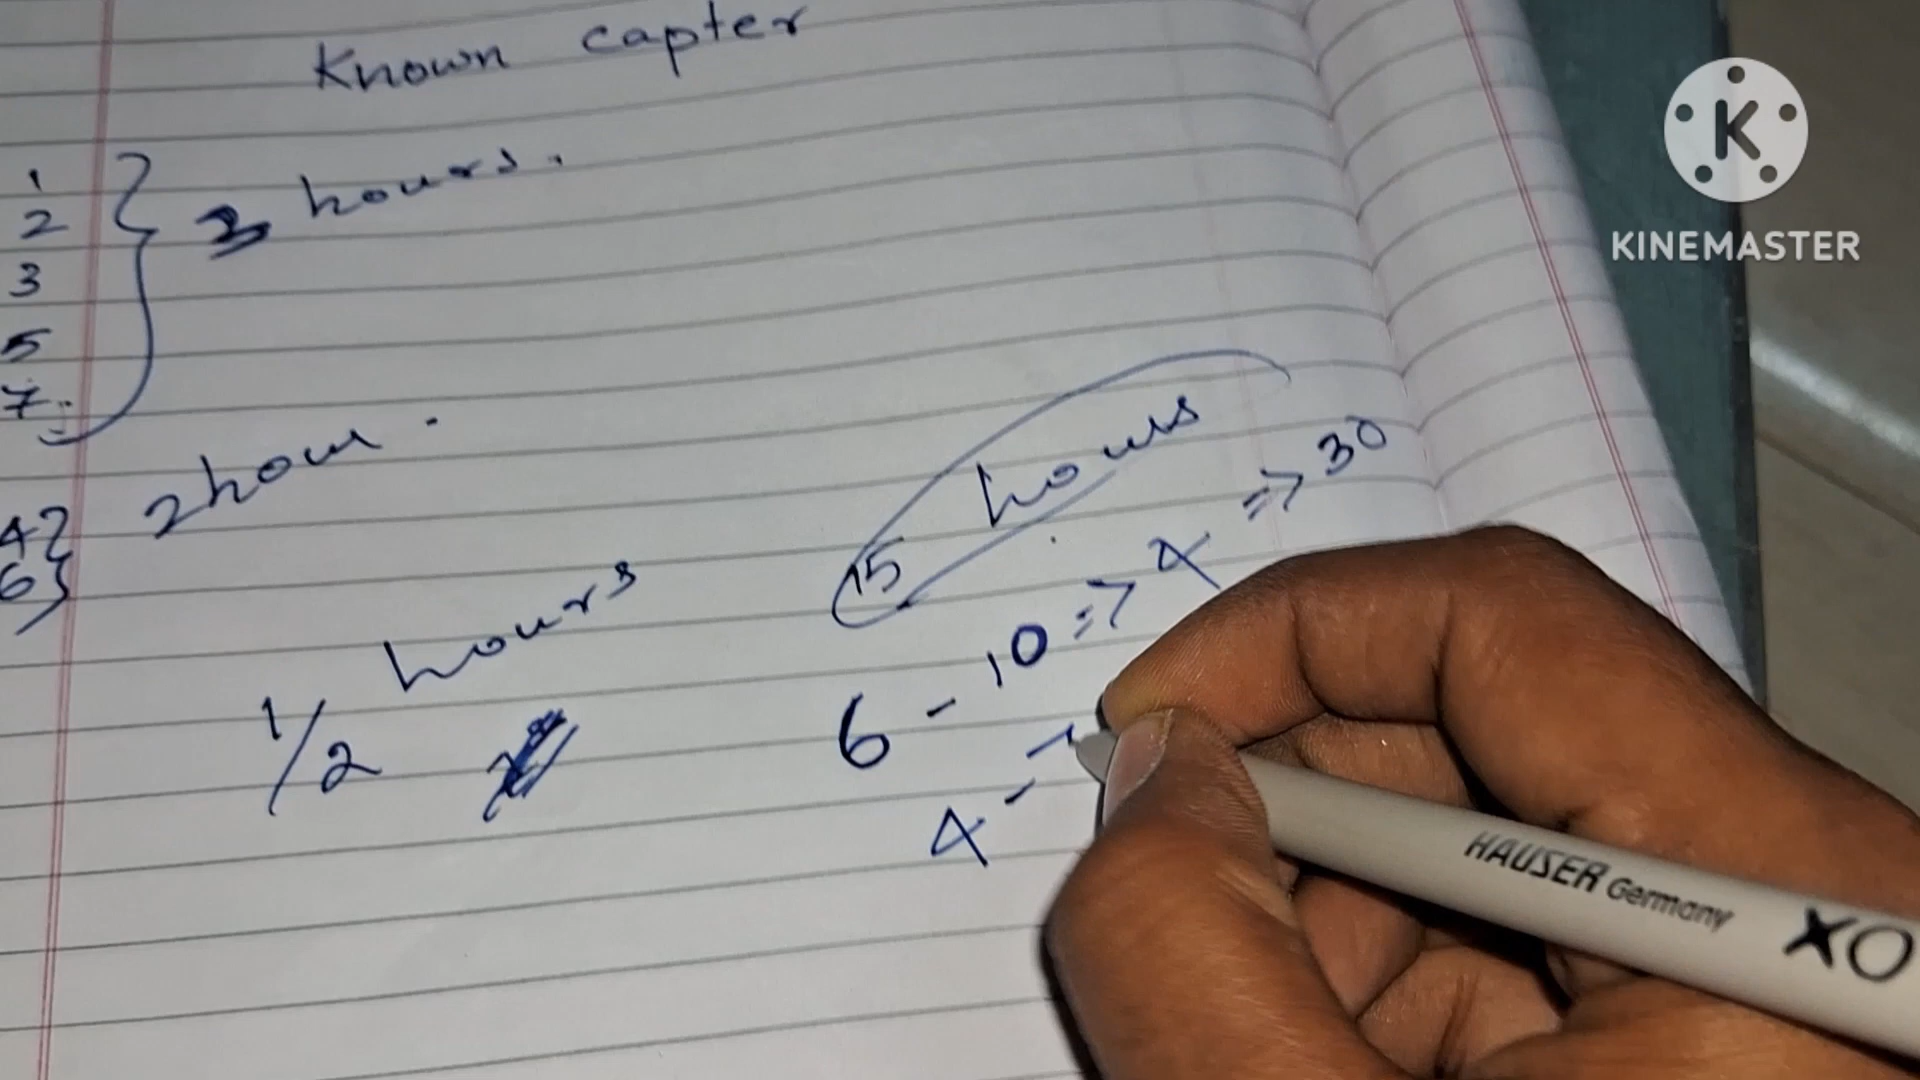 Known capter
1
2
3
5
7
3 hours.
4
6
2 hour.
1/2 hours
15 hours
6 - 10 => 4 => 30
4 -
HAUSER Germany XO
K
KINEMASTER